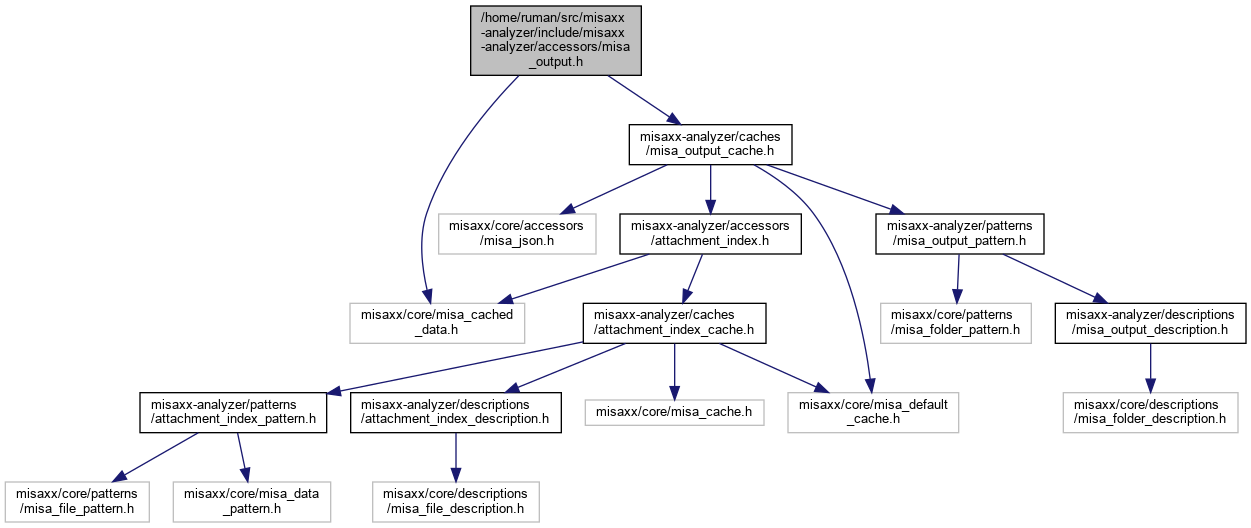 /home/ruman/src/misaxx
-analyzer/include/misaxx
-analyzer/accessors/misa
_output.h
misaxx-analyzer/caches
/misa_output_cache.h
misaxx/core/accessors
/misa_json.h
misaxx-analyzer/accessors
/attachment_index.h
misaxx-analyzer/patterns
/misa_output_pattern.h
misaxx/core/misa_cached
_data.h
misaxx-analyzer/caches
/attachment_index_cache.h
misaxx/core/patterns
/misa_folder_pattern.h
misaxx-analyzer/descriptions
/misa_output_description.h
misaxx-analyzer/patterns
/attachment_index_pattern.h
misaxx-analyzer/descriptions
/attachment_index_description.h
misaxx/core/misa_cache.h
misaxx/core/misa_default
_cache.h
misaxx/core/descriptions
/misa_folder_description.h
misaxx/core/patterns
/misa_file_pattern.h
misaxx/core/misa_data
_pattern.h
misaxx/core/descriptions
/misa_file_description.h